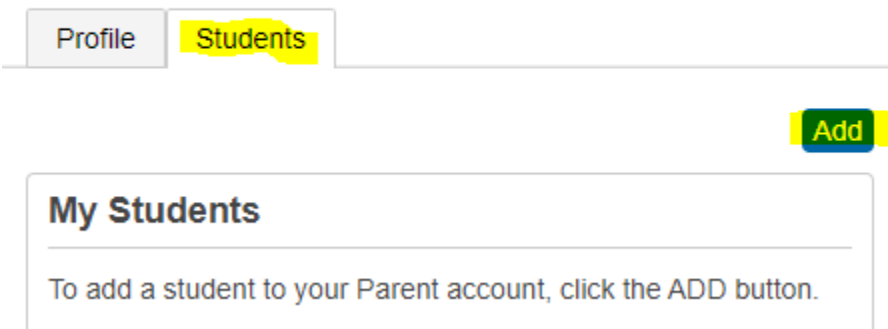 Profile Students
Add
My Students
To add a student to your Parent account, click the ADD button.